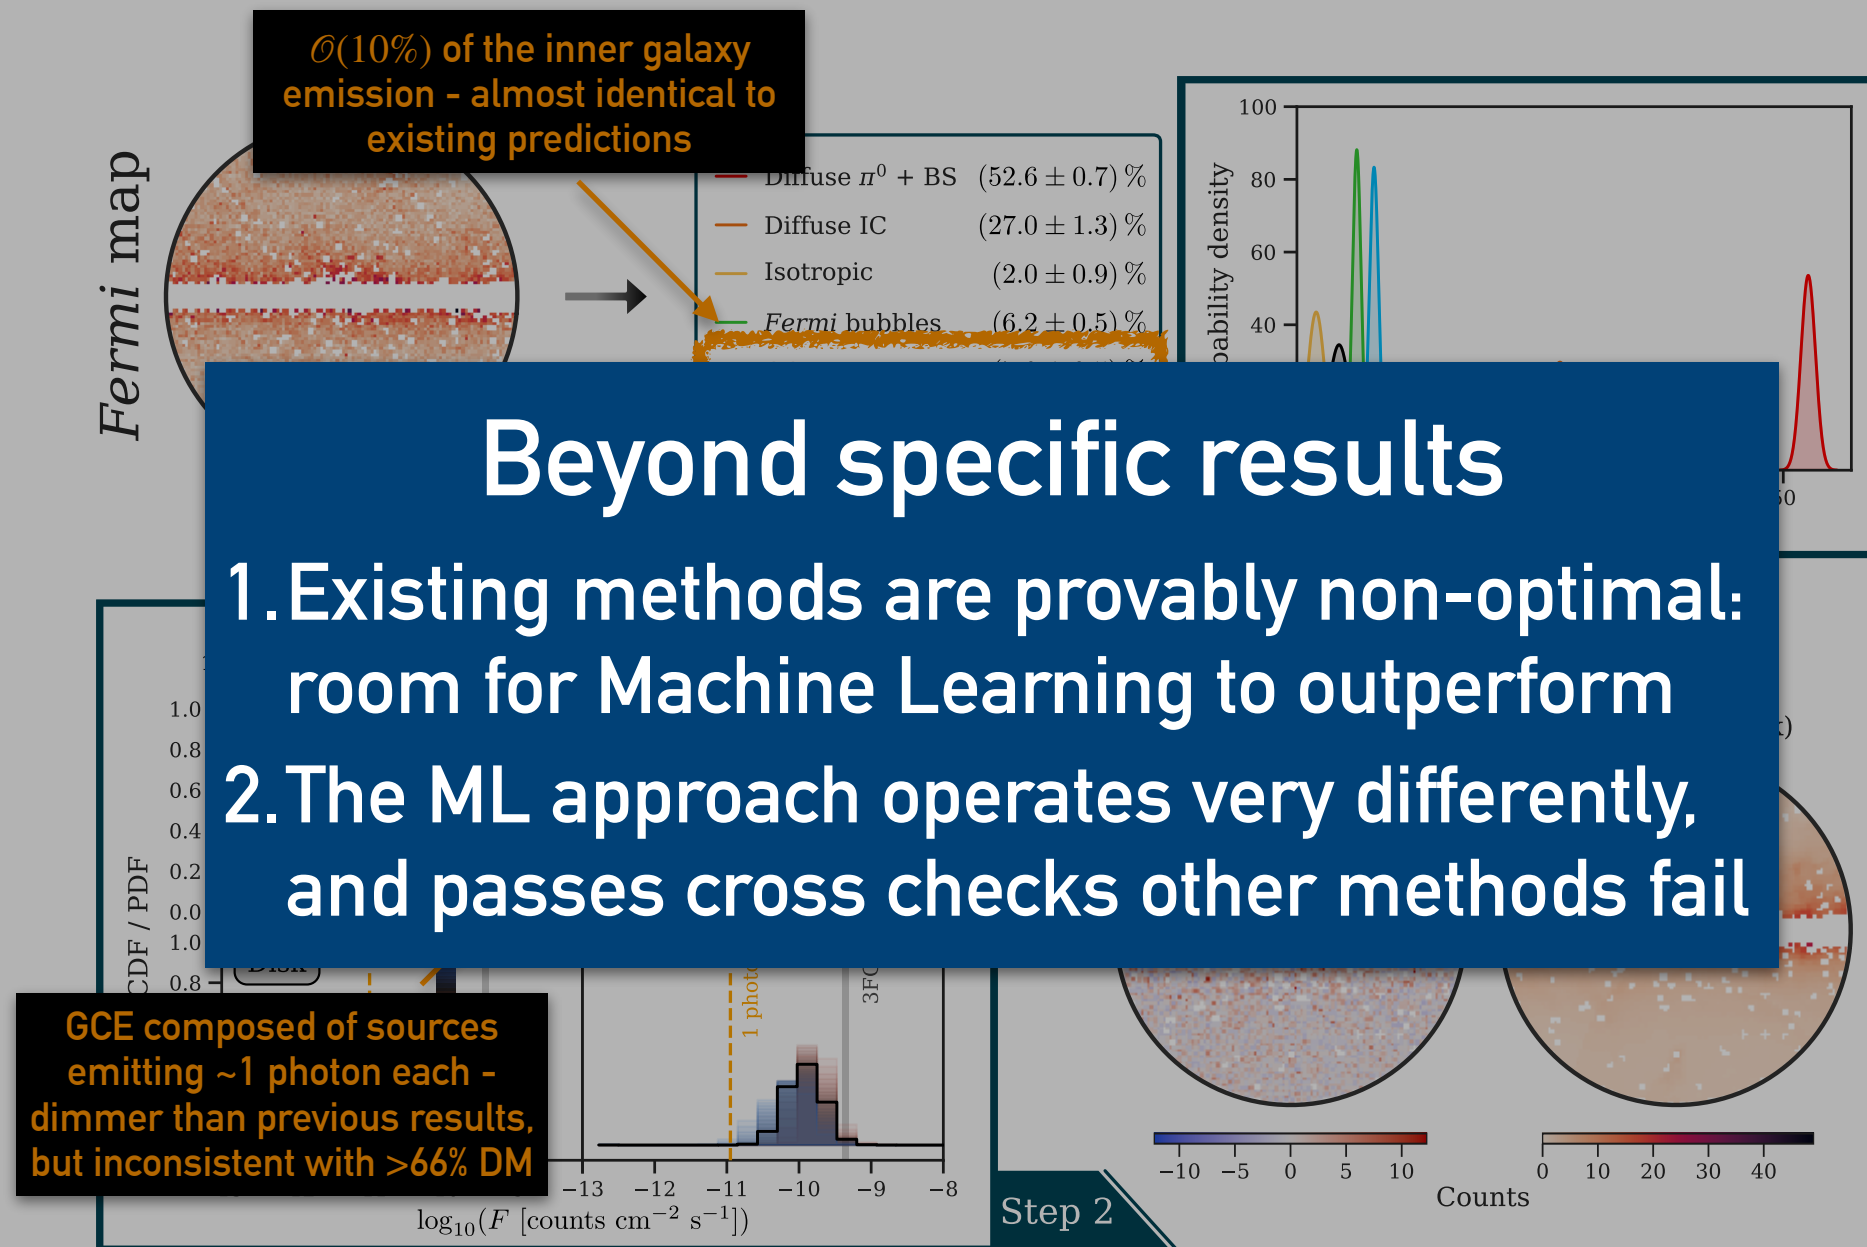 𝒪(10%) of the inner galaxy
emission - almost identical to
existing predictions
Fermi map
Diffuse π⁰ + BS (52.6 ± 0.7) %
Diffuse IC (27.0 ± 1.3) %
Isotropic (2.0 ± 0.9) %
Fermi bubbles (6.2 ± 0.5) %
100
80
60
40
density
Beyond specific results
1. Existing methods are provably non-optimal:
room for Machine Learning to outperform
2. The ML approach operates very differently,
and passes cross checks other methods fail
1.0
0.8
0.6
0.4
0.2
0.0
1.0
0.8
CDF / PDF
Disk
1 photo
GCE composed of sources
emitting ~1 photon each -
dimmer than previous results,
but inconsistent with >66% DM
−13 −12 −11 −10 −9 −8
log₁₀(F [counts cm⁻² s⁻¹])
Step 2
−10 −5 0 5 10
0 10 20 30 40
Counts